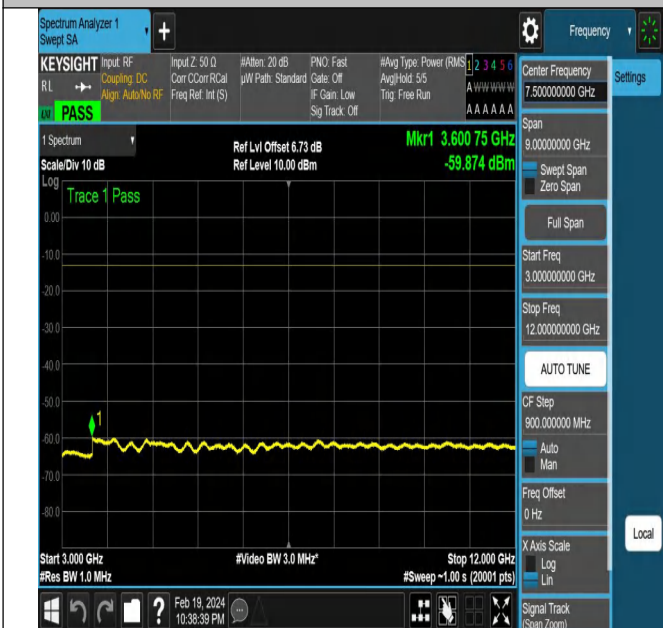 Spectrum Analyzer 1
Swept SA
+
Frequency
KEYSIGHT
RL
LXI
PASS
Input: RF
Coupling: DC
Align: Auto/No RF
Input Z: 50 Ω
Corr CCorr RCal
Freq Ref: Int (S)
#Atten: 20 dB
µW Path: Standard
PNO: Fast
Gate: Off
IF Gain: Low
Sig Track: Off
#Avg Type: Power (RMS
Avg|Hold: 5/5
Trig: Free Run
1 2 3 4 5 6
A W W W W W
A A A A A A
1 Spectrum
Scale/Div 10 dB
Ref Lvl Offset 6.73 dB
Ref Level 10.00 dBm
Mkr1 3.600 75 GHz
-59.874 dBm
Log
Trace 1 Pass
0.00
-10.0
-20.0
-30.0
-40.0
-50.0
-60.0
-70.0
-80.0
1
Start 3.000 GHz
#Res BW 1.0 MHz
#Video BW 3.0 MHz*
Stop 12.000 GHz
#Sweep ~1.00 s (20001 pts)
?
Feb 19, 2024
10:38:39 PM
Center Frequency
7.500000000 GHz
Span
9.00000000 GHz
Swept Span
Zero Span
Full Span
Start Freq
3.000000000 GHz
Stop Freq
12.000000000 GHz
AUTO TUNE
CF Step
900.000000 MHz
Auto
Man
Freq Offset
0 Hz
X Axis Scale
Log
Lin
Signal Track
(Span Zoom)
Settings
Local